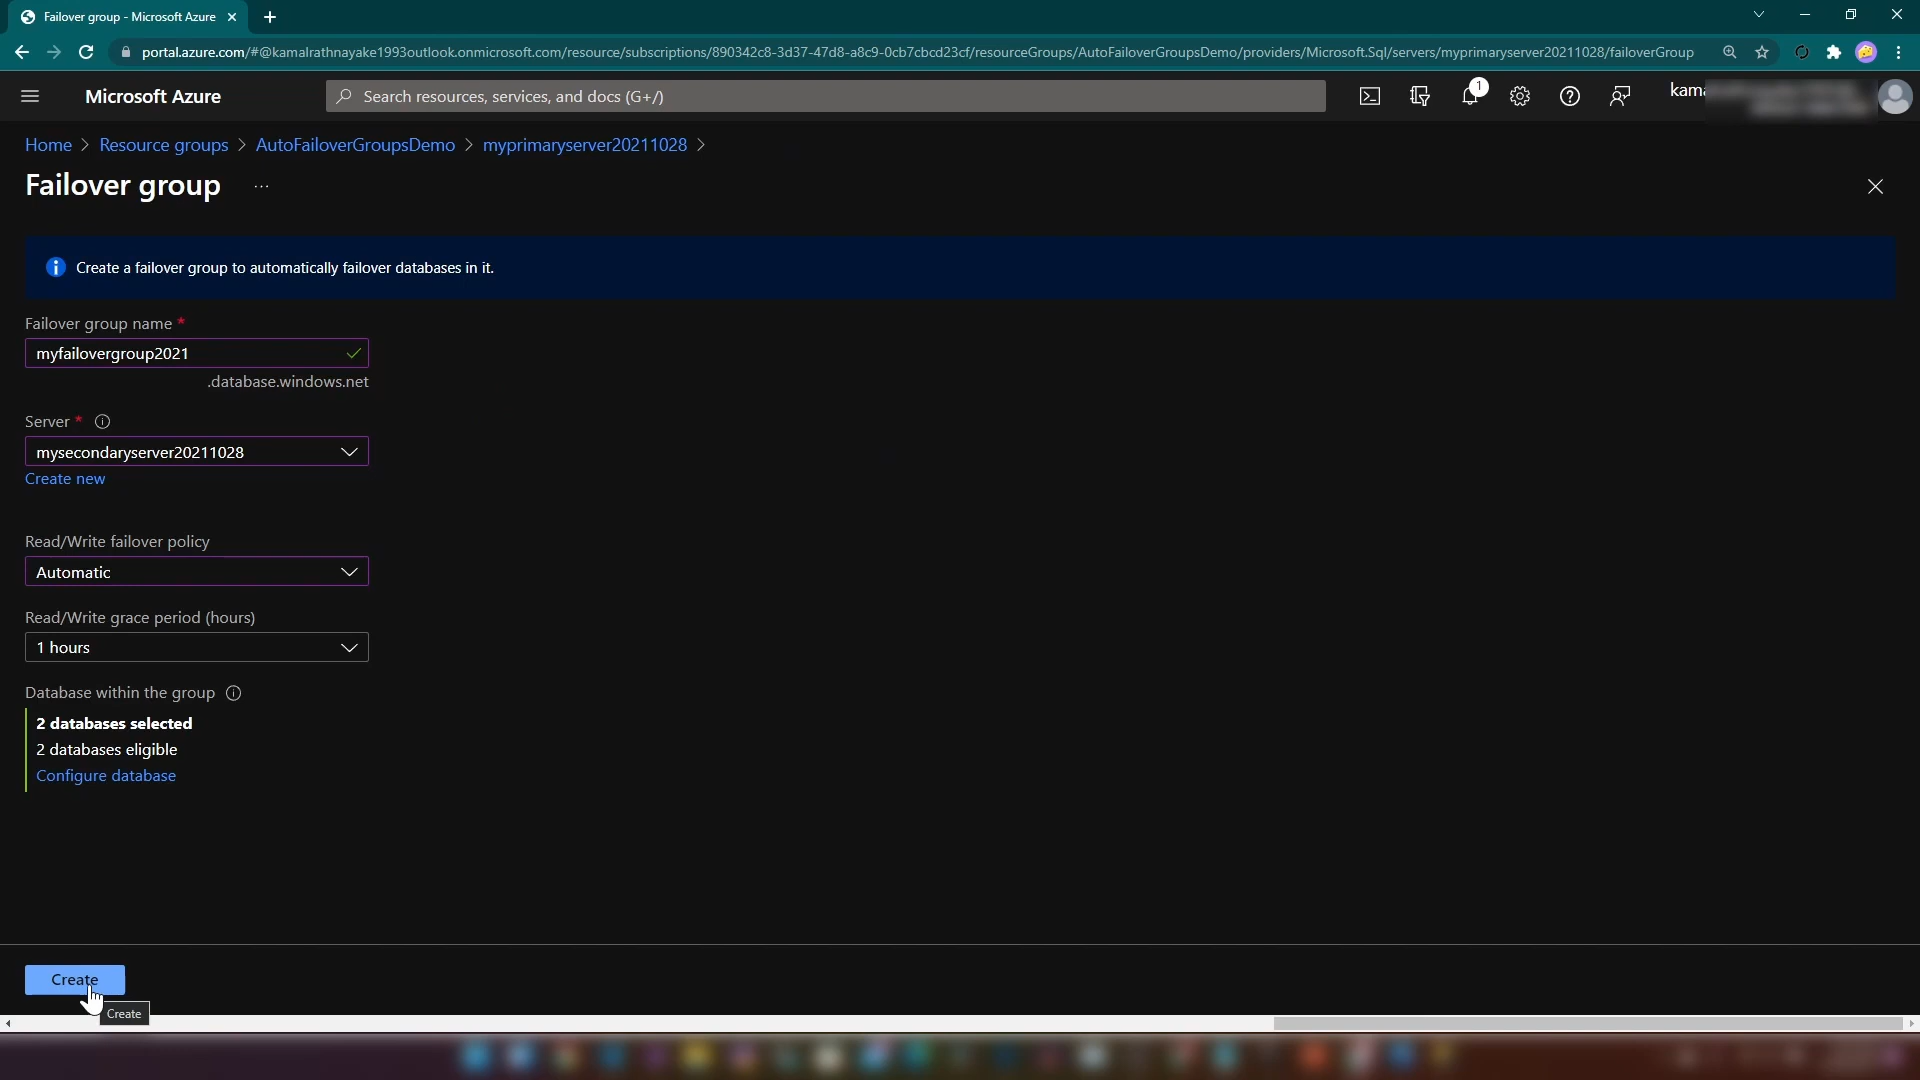 Failover group - Microsoft Azure
portal.azure.com/#@kamalrathnayake1993outlook.onmicrosoft.com/resource/subscriptions/890342c8-3d37-47d8-a8c9-0cb7cbcd23cf/resourceGroups/AutoFailoverGroupsDemo/providers/Microsoft.Sql/servers/myprimaryserver20211028/failoverGroup
Microsoft Azure
Search resources, services, and docs (G+/)
1
kama
Home > Resource groups > AutoFailoverGroupsDemo > myprimaryserver20211028 >
Failover group ...
Create a failover group to automatically failover databases in it.
Failover group name *
myfailovergroup2021
.database.windows.net
Server *
mysecondaryserver20211028
Create new
Read/Write failover policy
Automatic
Read/Write grace period (hours)
1 hours
Database within the group
2 databases selected
2 databases eligible
Configure database
Create
Create